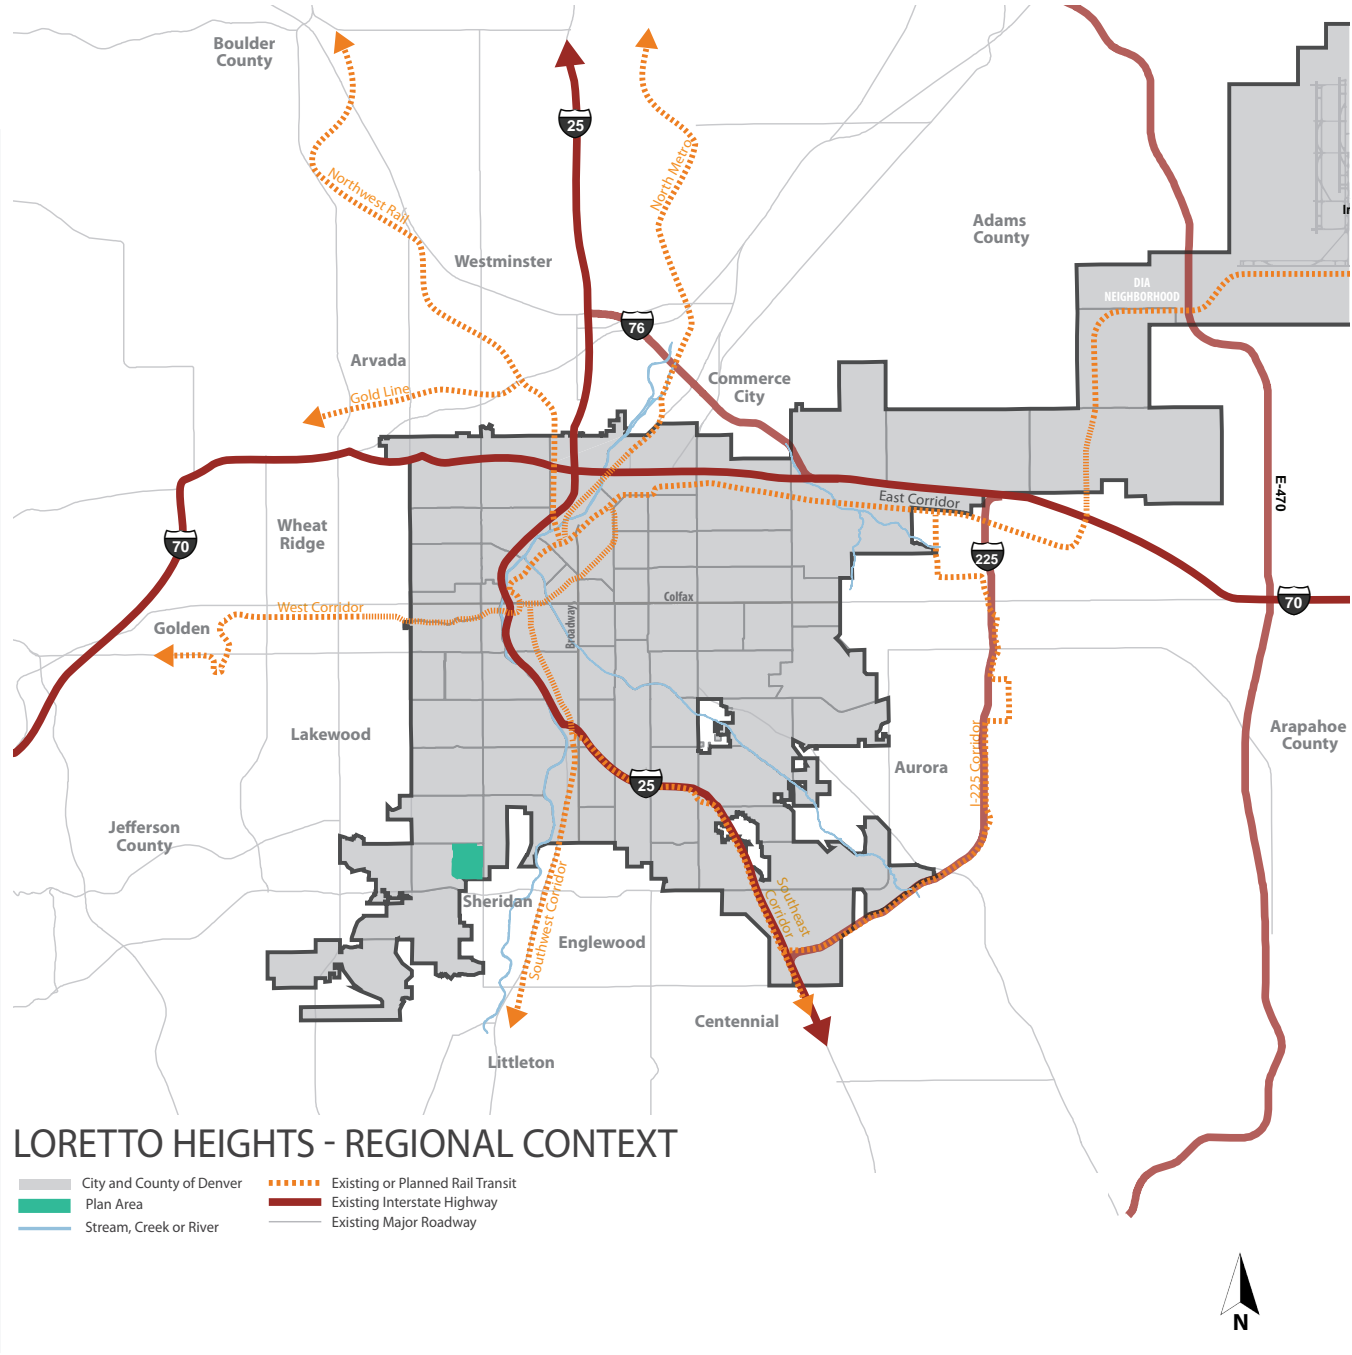 Boulder
County
25
North Metro
Northwest Rail
Adams
County
Westminster
DIA
NEIGHBORHOOD
76
Arvada
Commerce
City
Gold Line
East Corridor
E-470
Wheat
Ridge
70
225
70
Colfax
Broadway
West Corridor
Golden
Lakewood
Arapahoe
County
Aurora
I-225 Corridor
25
Jefferson
County
Sheridan
Southwest Corridor
Southeast
Corridor
Englewood
Centennial
Littleton
LORETTO HEIGHTS - REGIONAL CONTEXT
City and County of Denver
Plan Area
Stream, Creek or River
Existing or Planned Rail Transit
Existing Interstate Highway
Existing Major Roadway
N